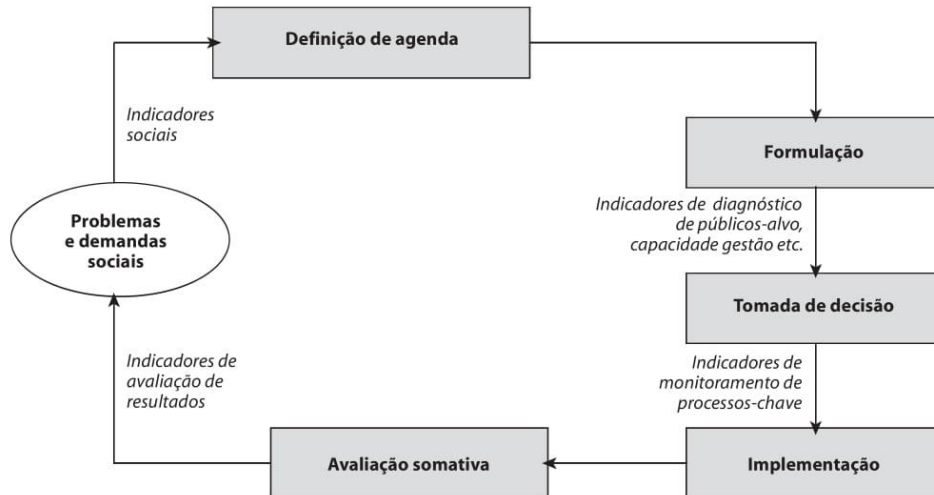 Definição de agenda
Indicadores
sociais
Formulação
Indicadores de diagnóstico
de públicos-alvo,
capacidade gestão etc.
Problemas
e demandas
sociais
Tomada de decisão
Indicadores de
avaliação de
resultados
Indicadores de
monitoramento de
processos-chave
Avaliação somativa
Implementação